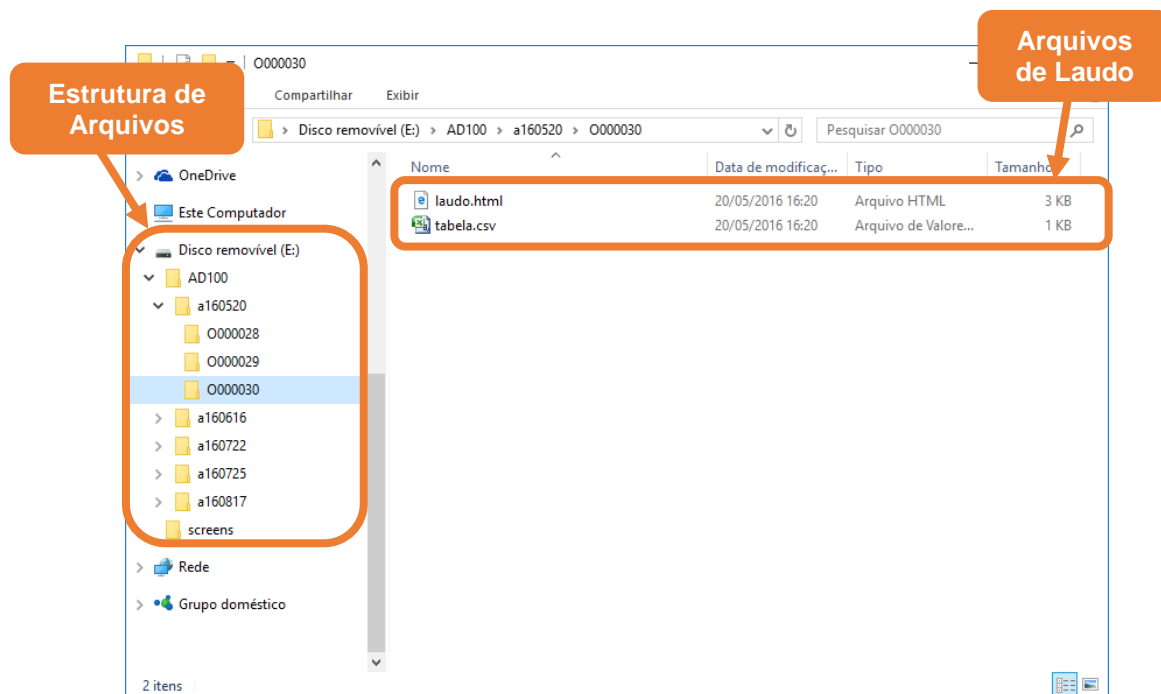 Arquivos
de Laudo
O000030
Estrutura de
Arquivos
Compartilhar Exibir
Disco removível (E:) > AD100 > a160520 > O000030
Pesquisar O000030
Nome Data de modificaç... Tipo Tamanho
OneDrive
laudo.html 20/05/2016 16:20 Arquivo HTML 3 KB
Este Computador
tabela.csv 20/05/2016 16:20 Arquivo de Valore... 1 KB
Disco removível (E:)
AD100
a160520
O000028
O000029
O000030
a160616
a160722
a160725
a160817
screens
Rede
Grupo doméstico
2 itens